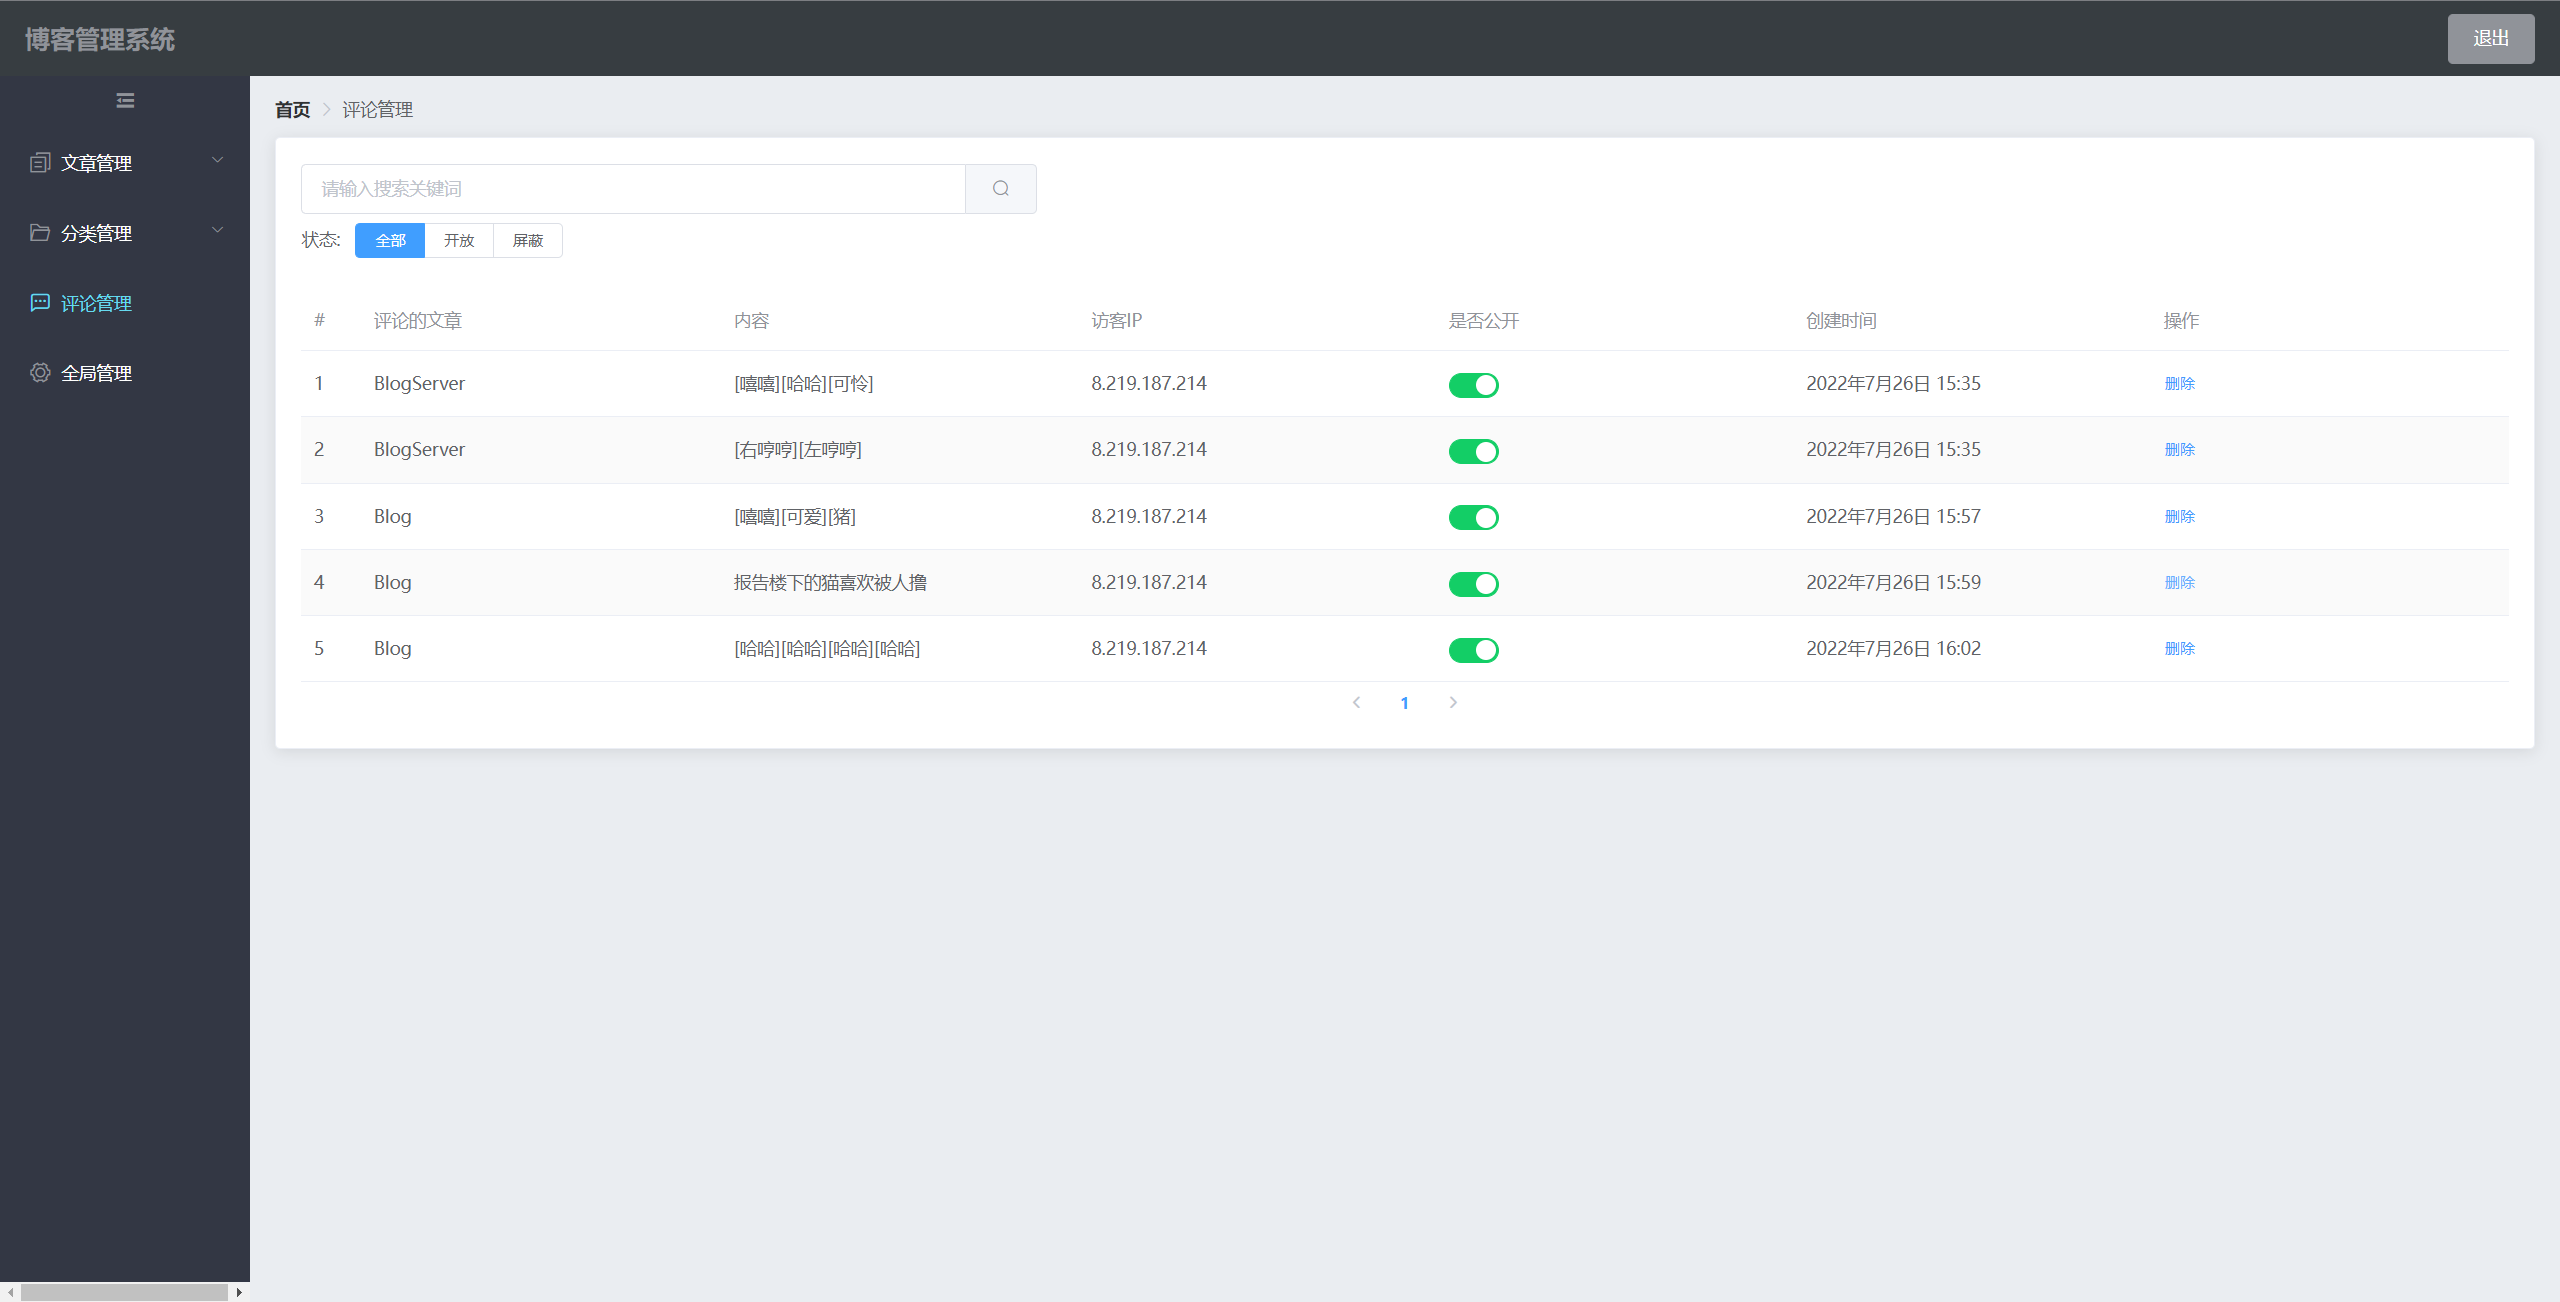 博客管理系统
退出
首页 > 评论管理
文章管理
分类管理
评论管理
全局管理
请输入搜索关键词
状态: 全部 开放 屏蔽
# 评论的文章 内容 访客IP 是否公开 创建时间 操作
1 BlogServer [嘻嘻][哈哈][可怜] 8.219.187.214 2022年7月26日 15:35 删除
2 BlogServer [右哼哼][左哼哼] 8.219.187.214 2022年7月26日 15:35 删除
3 Blog [嘻嘻][可爱][猪] 8.219.187.214 2022年7月26日 15:57 删除
4 Blog 报告楼下的猫喜欢被人撸 8.219.187.214 2022年7月26日 15:59 删除
5 Blog [哈哈][哈哈][哈哈][哈哈] 8.219.187.214 2022年7月26日 16:02 删除
1